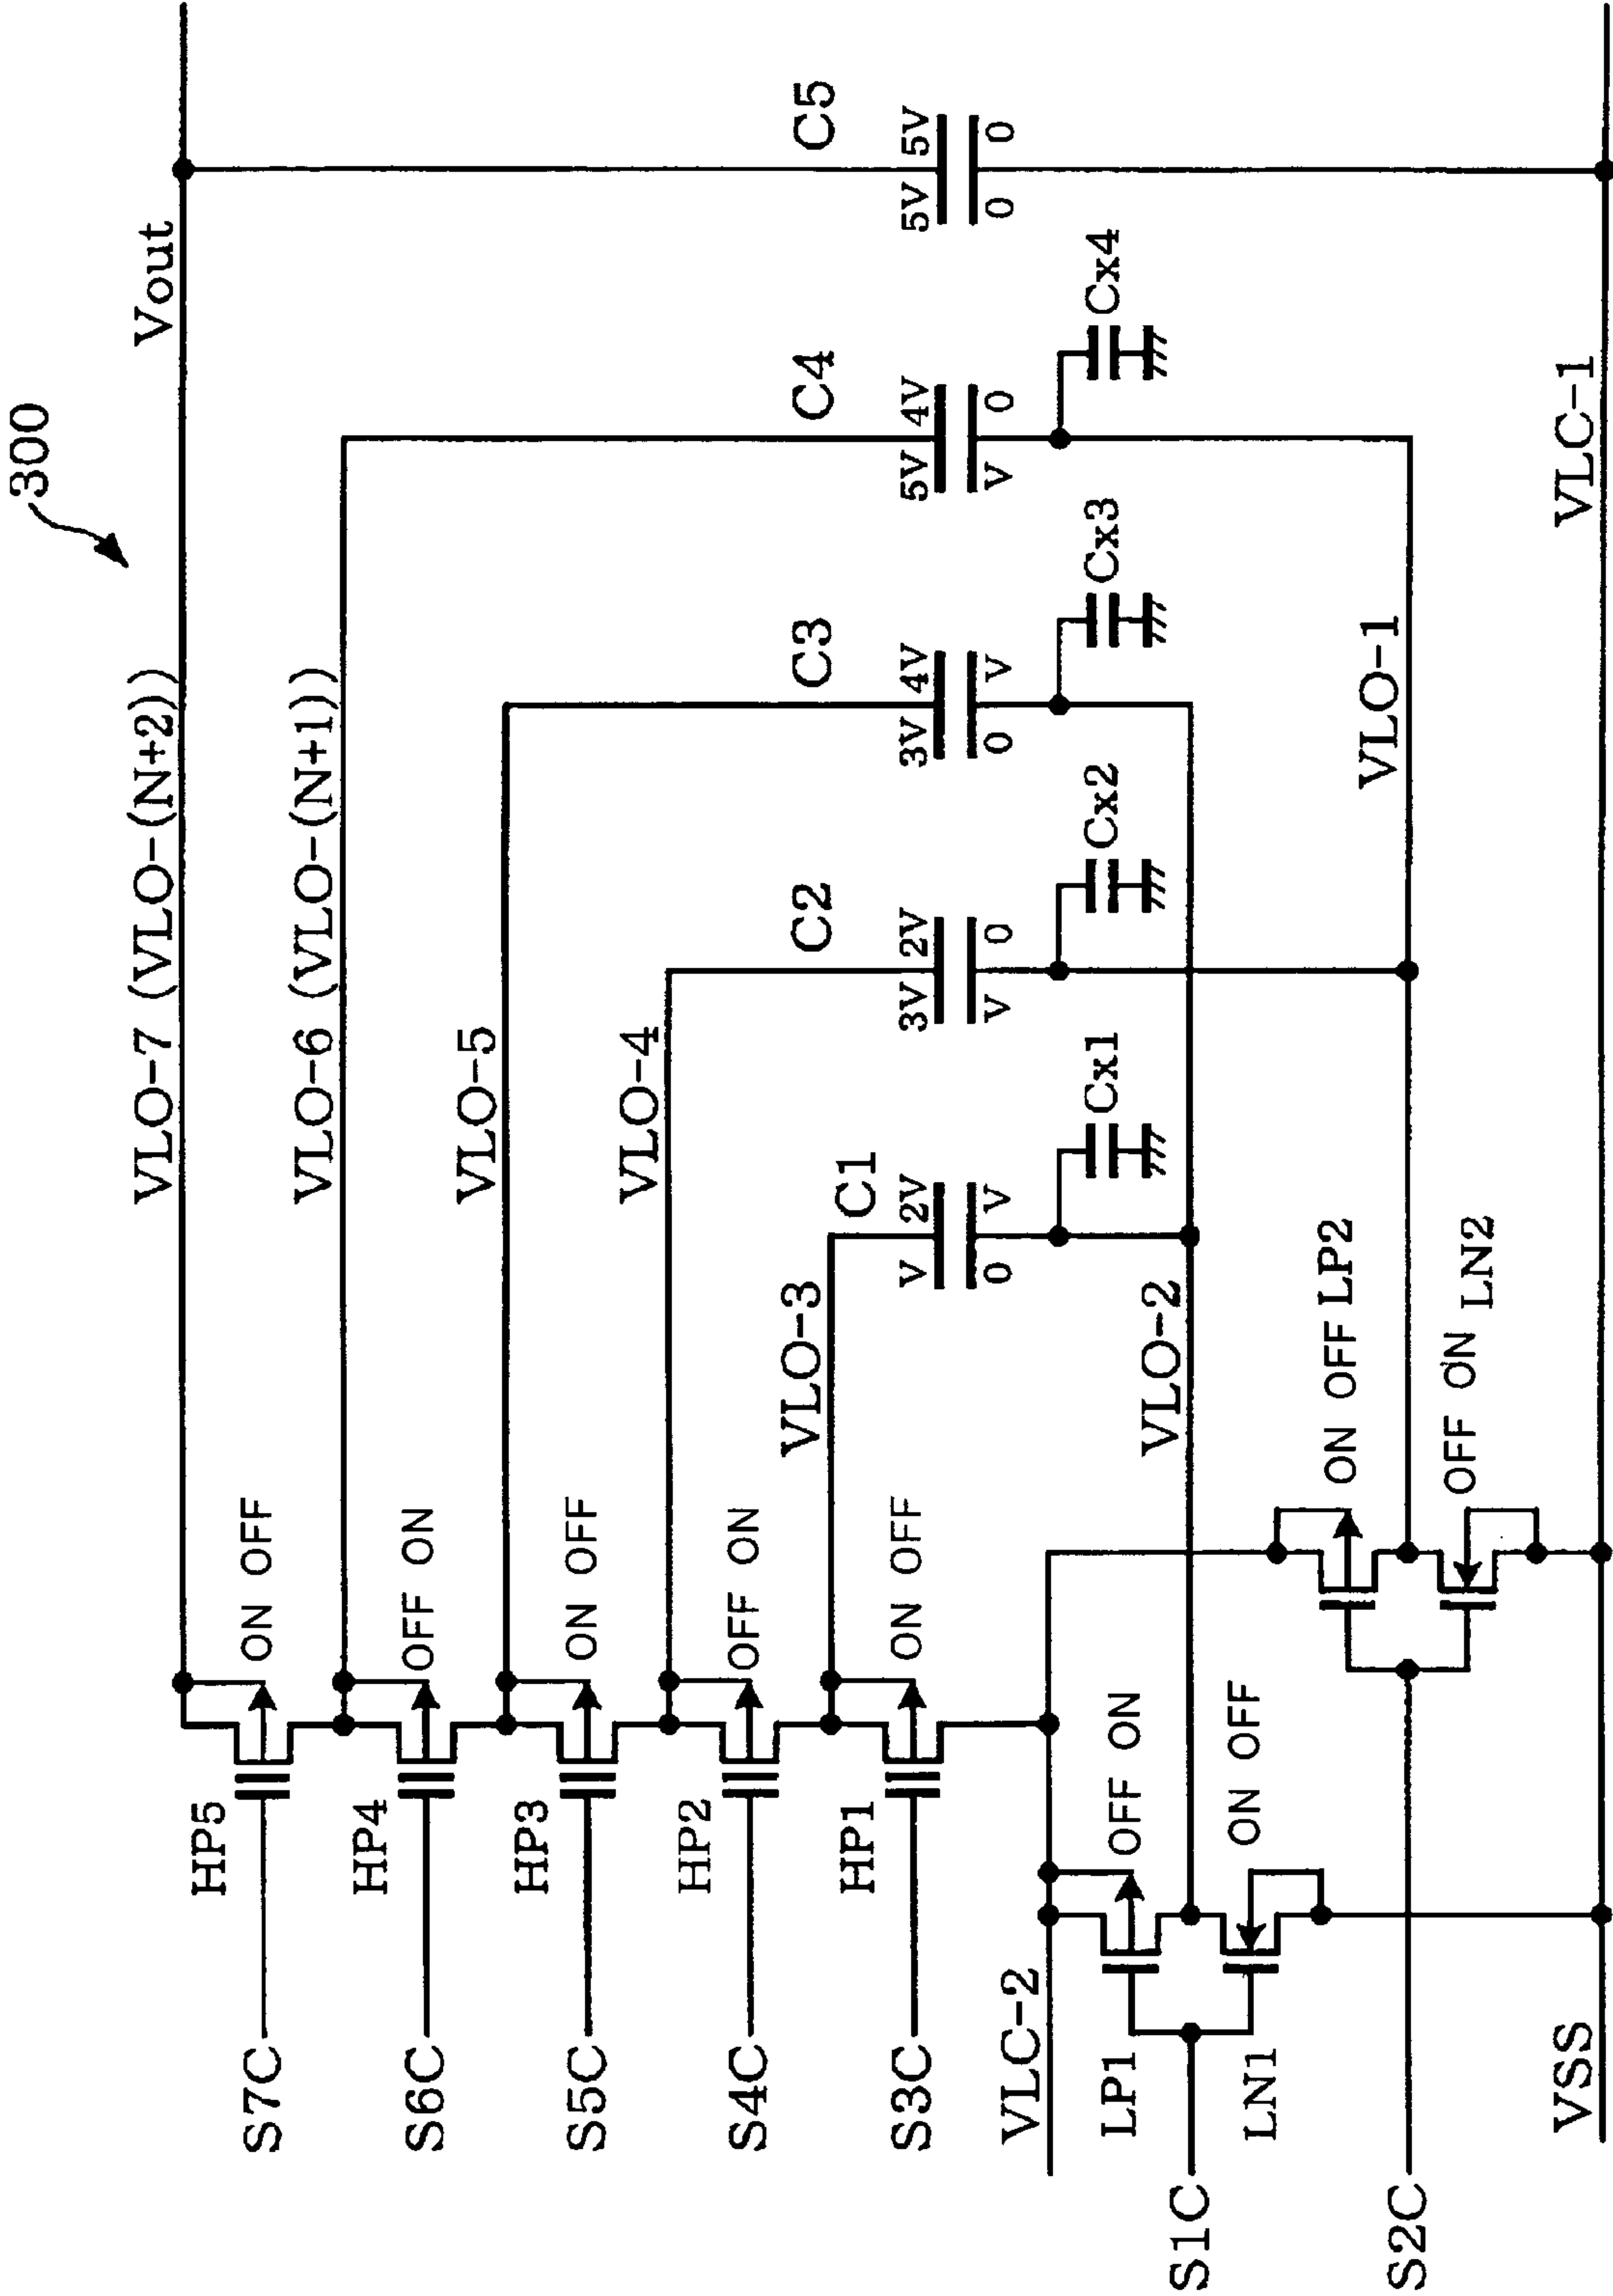 300
VLO-7 (VLO-(N+2))
Vout
HP5
ON OFF
S7C
VLO-6 (VLO-(N+1))
HP4
OFF ON
S6C
VLO-5
HP3
ON OFF
S5C
VLO-4
HP2
OFF ON
S4C
VLO-3
HP1
ON OFF
S3C
C1
V 2V
0 V
Cx1
C2
3V 2V
V 0
Cx2
C3
3V 4V
0 V
Cx3
C4
5V 4V
V 0
Cx4
C5
5V 5V
0 0
VLC-2
LP1
OFF ON
VLO-2
S1C
LN1
ON OFF
ON OFF LP2
VLO-1
S2C
OFF ON LN2
VSS
VLC-1